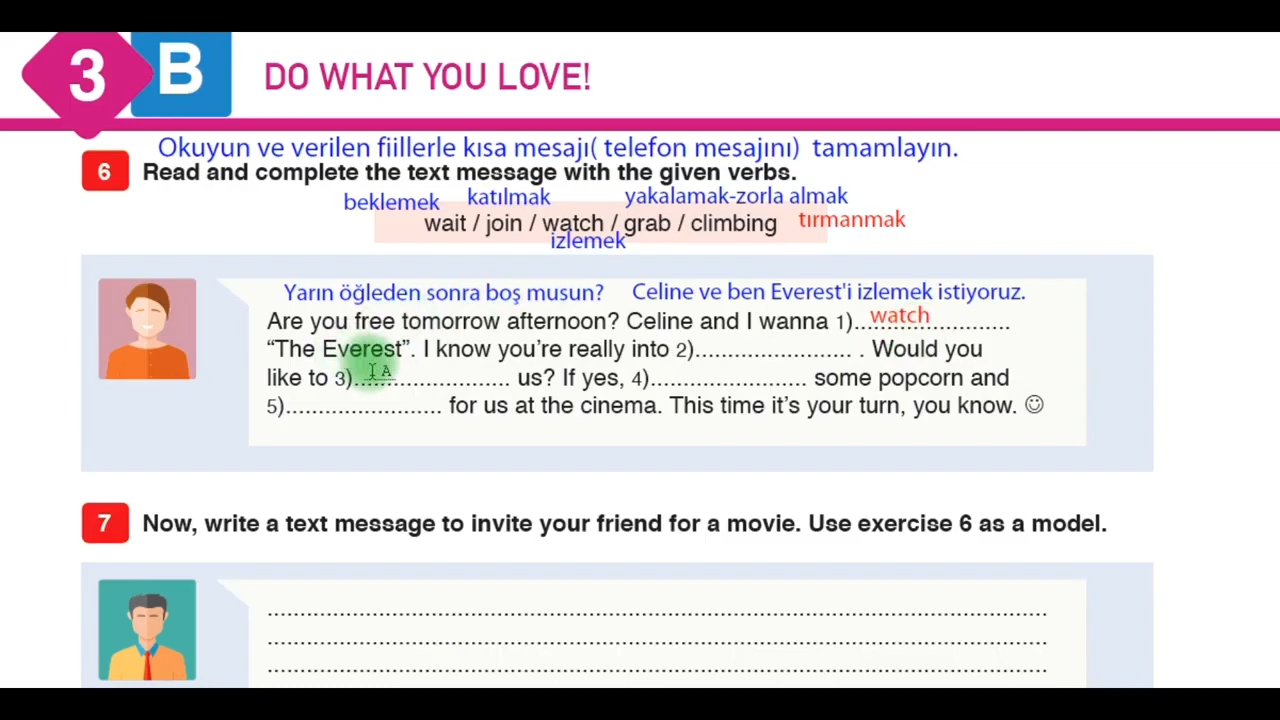 3 B DO WHAT YOU LOVE!
Okuyun ve verilen fiillerle kısa mesajı( telefon mesajını) tamamlayın.
6 Read and complete the text message with the given verbs.
beklemek katılmak yakalamak-zorla almak
wait / join / watch / grab / climbing tırmanmak
izlemek
Yarın öğleden sonra boş musun? Celine ve ben Everest'i izlemek istiyoruz.
Are you free tomorrow afternoon? Celine and I wanna 1)....watch....................
“The Everest”. I know you’re really into 2)........................ . Would you
like to 3)........................ us? If yes, 4)........................ some popcorn and
5)........................ for us at the cinema. This time it’s your turn, you know. ☺
7 Now, write a text message to invite your friend for a movie. Use exercise 6 as a model.